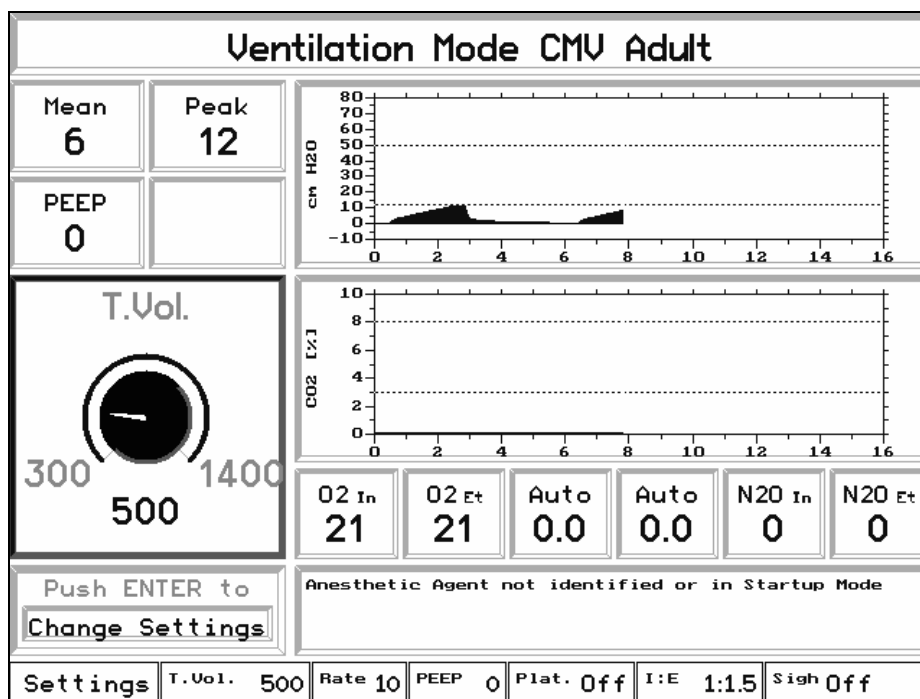 Ventilation Mode CMV Adult
Mean
6
Peak
12
PEEP
0
cm H2O
80
70
60
50
40
30
20
10
0
-10
0 2 4 6 8 10 12 14 16
T.Vol.
300 1400
500
CO2 [%]
10
8
6
4
2
0
0 2 4 6 8 10 12 14 16
O2 In
21
O2 Et
21
Auto
0.0
Auto
0.0
N2O In
0
N2O Et
0
Push ENTER to
Change Settings
Anesthetic Agent not identified or in Startup Mode
Settings T.Vol. 500 Rate 10 PEEP 0 Plat. Off I:E 1:1.5 Sigh Off